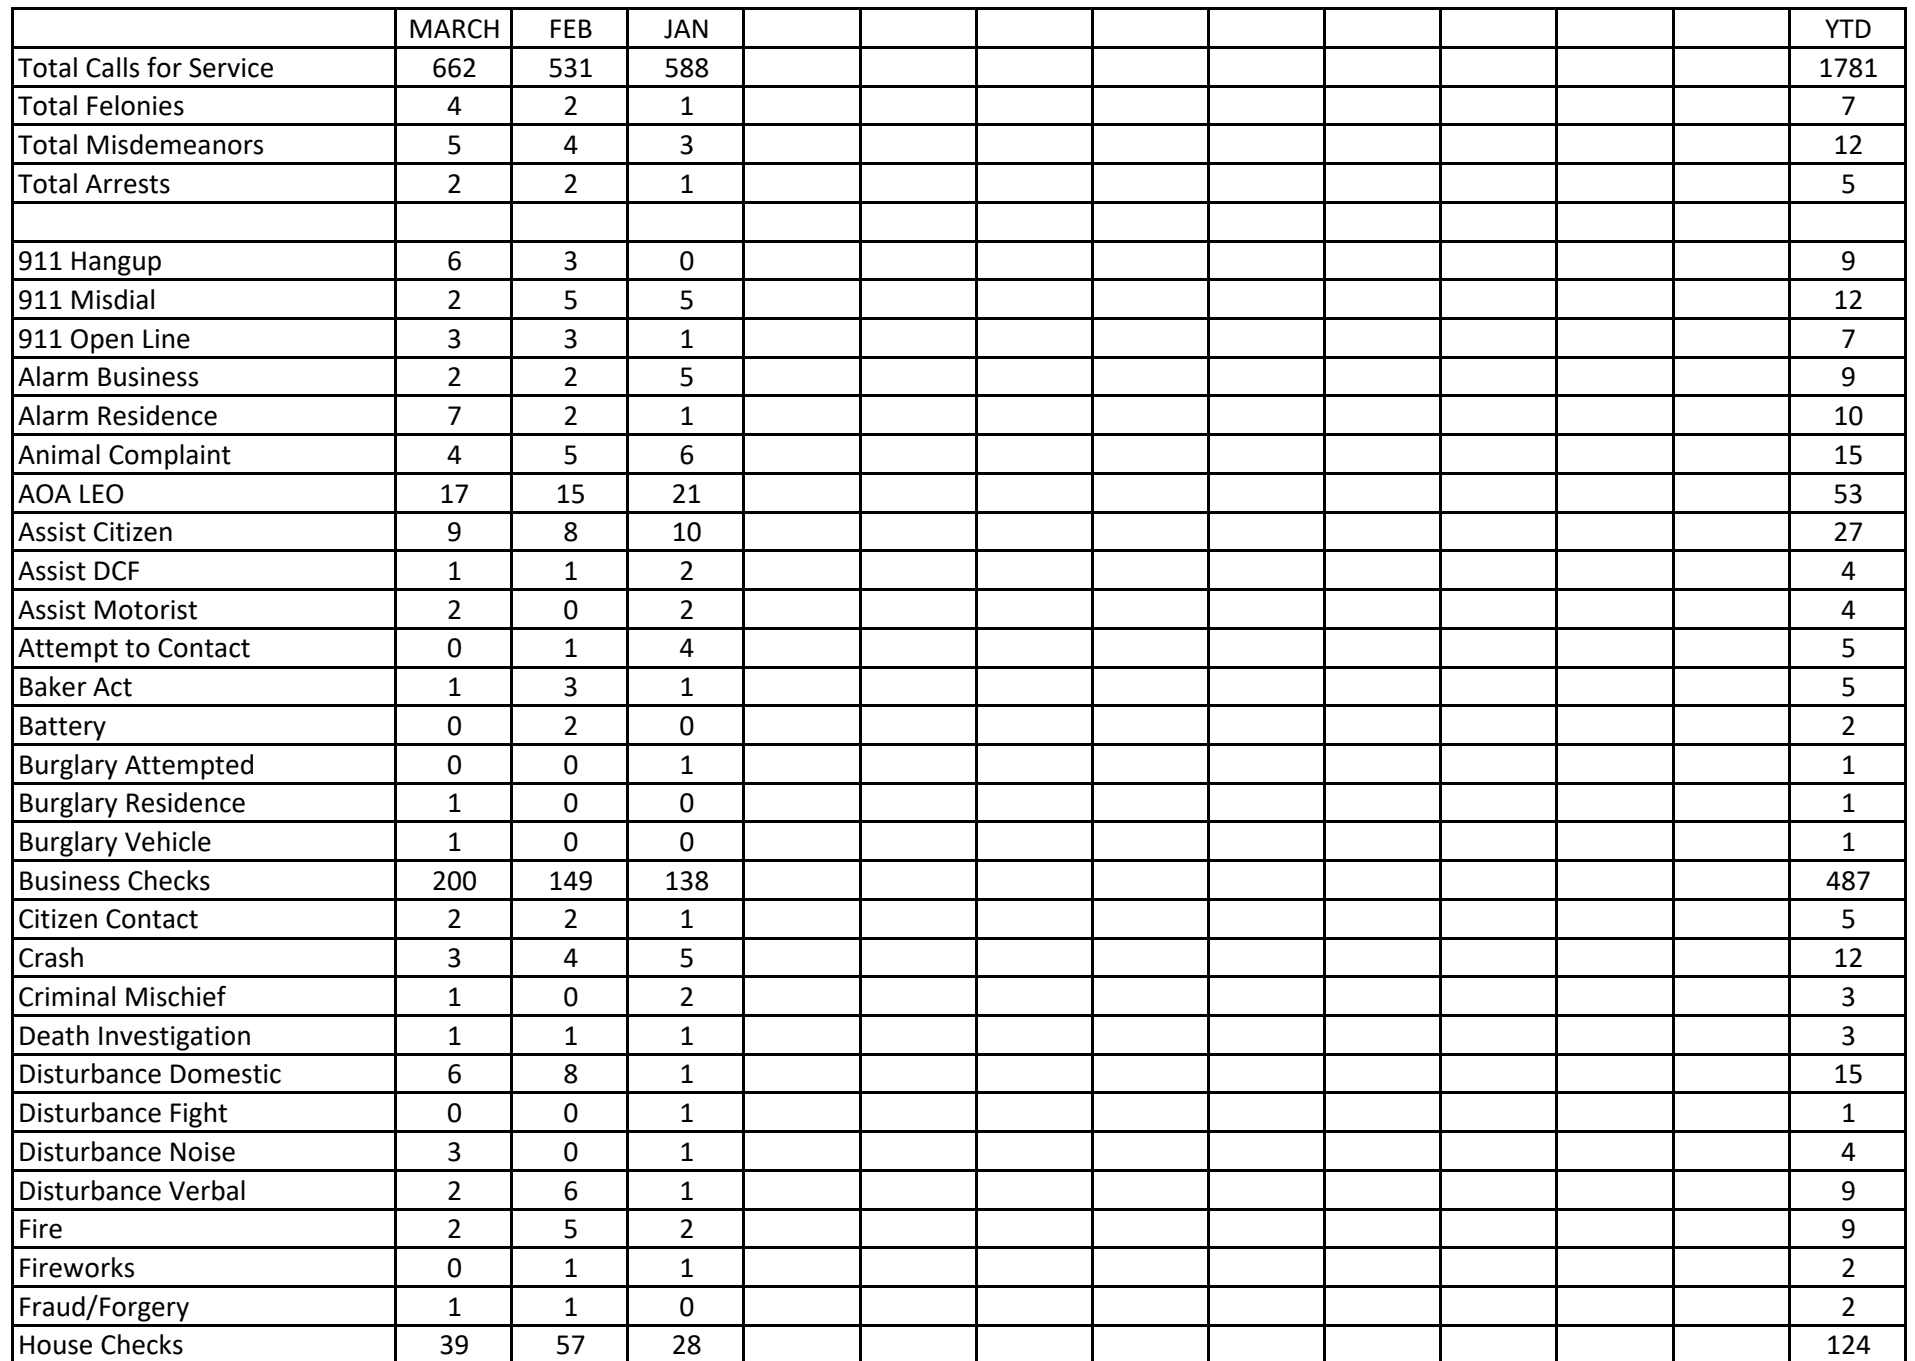 MARCH FEB JAN YTD
Total Calls for Service 662 531 588 1781
Total Felonies 4 2 1 7
Total Misdemeanors 5 4 3 12
Total Arrests 2 2 1 5
911 Hangup 6 3 0 9
911 Misdial 2 5 5 12
911 Open Line 3 3 1 7
Alarm Business 2 2 5 9
Alarm Residence 7 2 1 10
Animal Complaint 4 5 6 15
AOA LEO 17 15 21 53
Assist Citizen 9 8 10 27
Assist DCF 1 1 2 4
Assist Motorist 2 0 2 4
Attempt to Contact 0 1 4 5
Baker Act 1 3 1 5
Battery 0 2 0 2
Burglary Attempted 0 0 1 1
Burglary Residence 1 0 0 1
Burglary Vehicle 1 0 0 1
Business Checks 200 149 138 487
Citizen Contact 2 2 1 5
Crash 3 4 5 12
Criminal Mischief 1 0 2 3
Death Investigation 1 1 1 3
Disturbance Domestic 6 8 1 15
Disturbance Fight 0 0 1 1
Disturbance Noise 3 0 1 4
Disturbance Verbal 2 6 1 9
Fire 2 5 2 9
Fireworks 0 1 1 2
Fraud/Forgery 1 1 0 2
House Checks 39 57 28 124